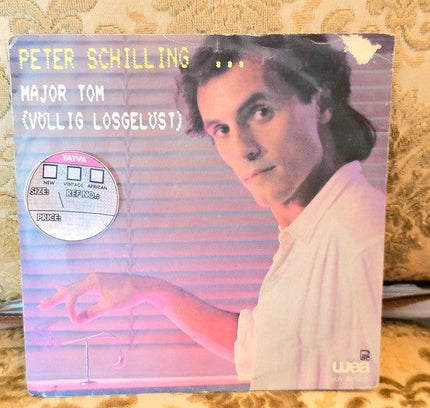 PETER SCHILLING ...
MAJOR TOM
(VÖLLIG LOSGELÖST)
YATVA
NEW VINTAGE AFRICAN
SIZE: \ REF NO.:
PRICE:
wea